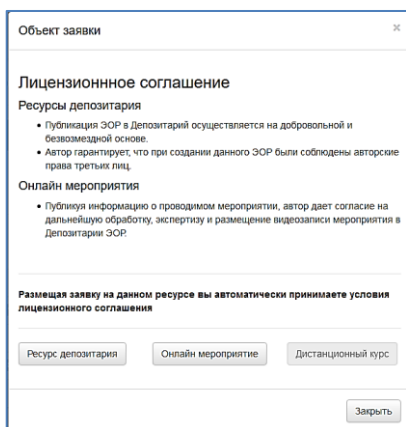 Объект заявки
×
Лицензионнное соглашение
Ресурсы депозитария
• Публикация ЭОР в Депозитарий осуществляется на добровольной и
безвозмездной основе.
• Автор гарантирует, что при создании данного ЭОР были соблюдены авторские
права третьих лиц.
Онлайн мероприятия
• Публикуя информацию о проводимом мероприятии, автор дает согласие на
дальнейшую обработку, экспертизу и размещение видеозаписи мероприятия в
Депозитарии ЭОР.
Размещая заявку на данном ресурсе вы автоматически принимаете условия
лицензионного соглашения
Ресурс депозитария Онлайн мероприятие Дистанционный курс
Закрыть